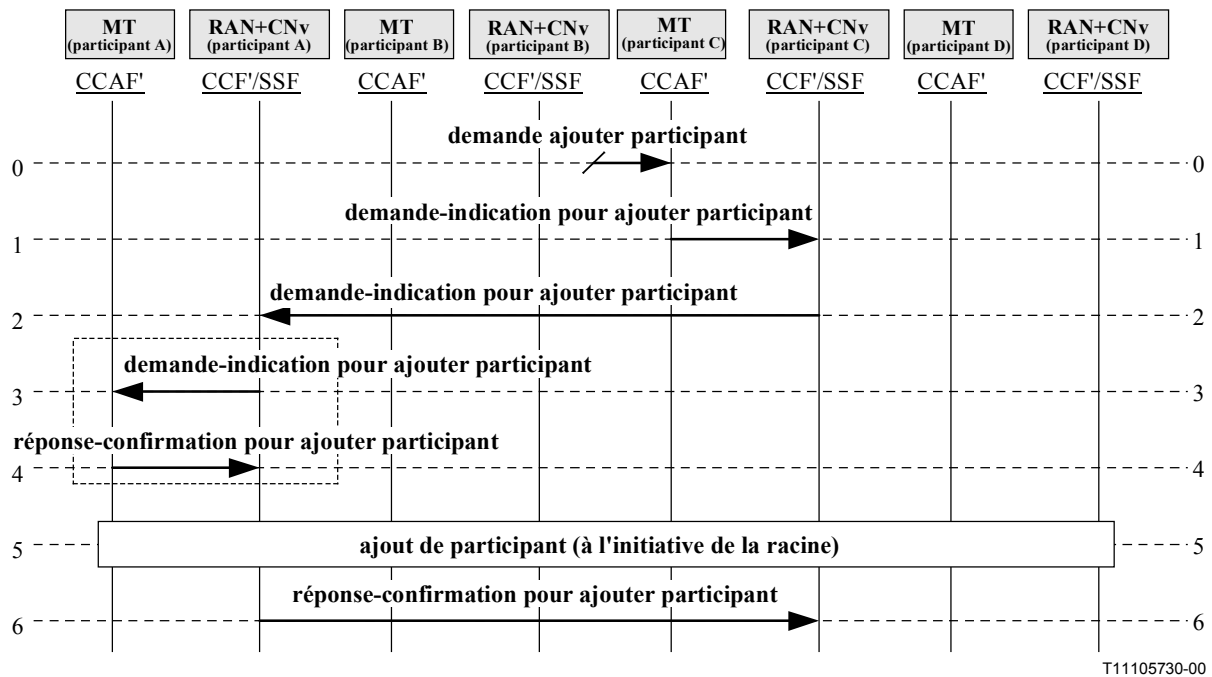 MT
(participant A)
RAN+CNv
(participant A)
MT
(participant B)
RAN+CNv
(participant B)
MT
(participant C)
RAN+CNv
(participant C)
MT
(participant D)
RAN+CNv
(participant D)
CCAF' CCF'/SSF CCAF' CCF'/SSF CCAF' CCF'/SSF CCAF' CCF'/SSF
demande ajouter participant
0 0
demande-indication pour ajouter participant
1 1
demande-indication pour ajouter participant
2 2
demande-indication pour ajouter participant
3 3
réponse-confirmation pour ajouter participant
4 4
5 ajout de participant (à l'initiative de la racine) 5
réponse-confirmation pour ajouter participant
6 6
T11105730-00